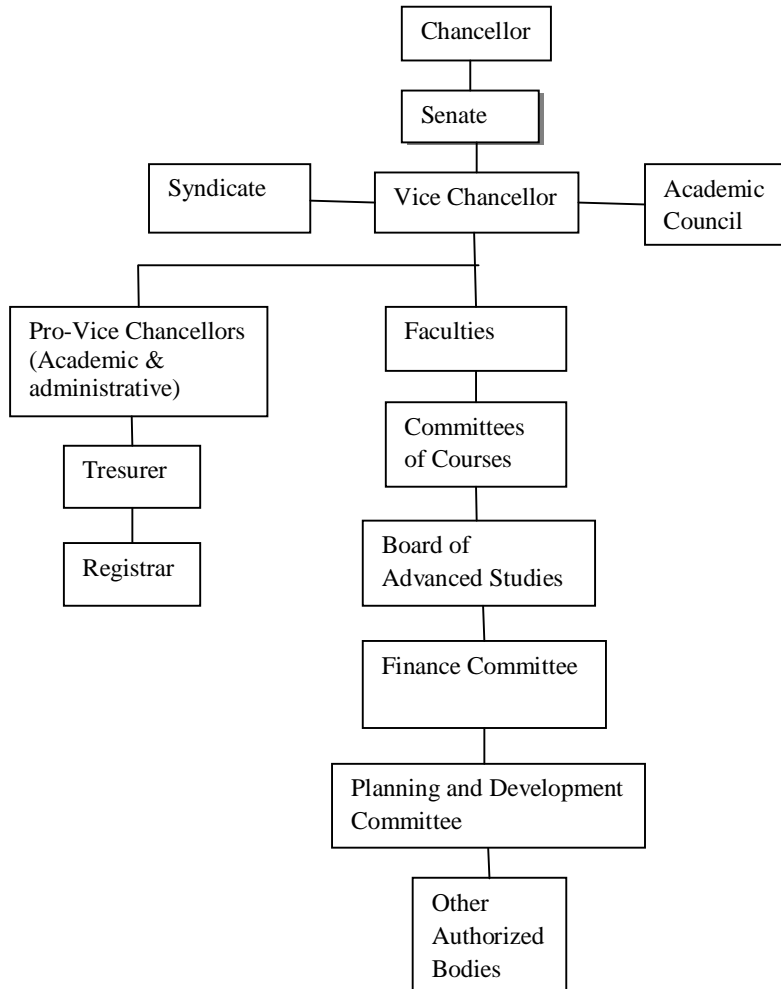 Chancellor
Senate
Syndicate
Vice Chancellor
Academic
Council
Pro-Vice Chancellors
(Academic &
administrative)
Faculties
Committees
of Courses
Tresurer
Board of
Advanced Studies
Registrar
Finance Committee
Planning and Development
Committee
Other
Authorized
Bodies